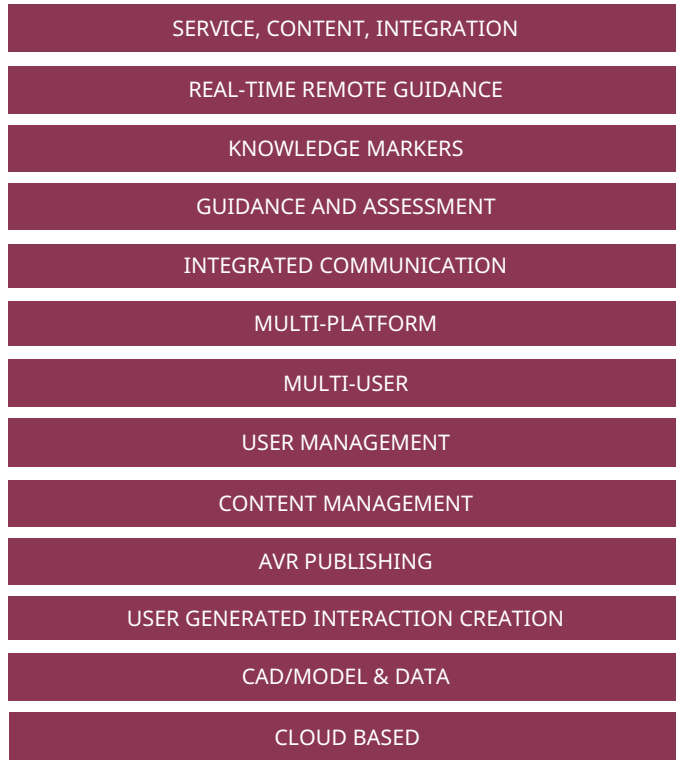 SERVICE, CONTENT, INTEGRATION
REAL-TIME REMOTE GUIDANCE
KNOWLEDGE MARKERS
GUIDANCE AND ASSESSMENT
INTEGRATED COMMUNICATION
MULTI-PLATFORM
MULTI-USER
USER MANAGEMENT
CONTENT MANAGEMENT
AVR PUBLISHING
USER GENERATED INTERACTION CREATION
CAD/MODEL & DATA
CLOUD BASED